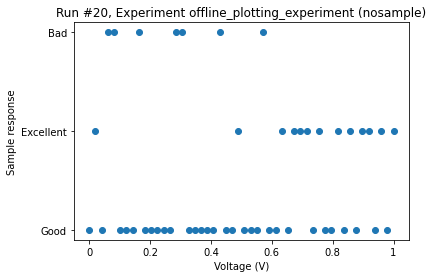 Run #20, Experiment offline_plotting_experiment (nosample)
Bad
Excellent
Good
Sample response
0 0.2 0.4 0.6 0.8 1
Voltage (V)